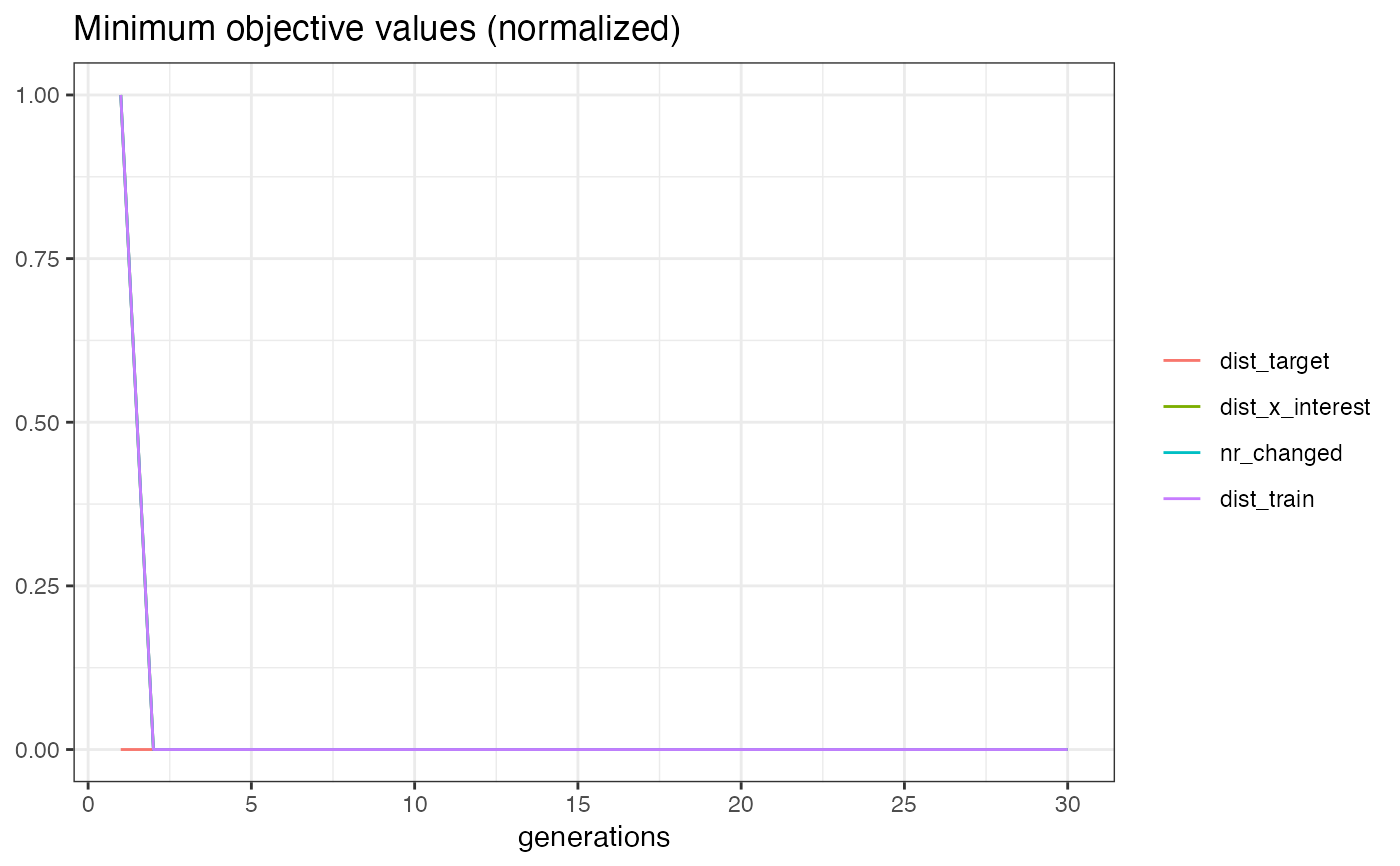 Minimum objective values (normalized)
1.00
0.75
0.50
0.25
0.00
0 5 10 15 20 25 30
generations
dist_target
dist_x_interest
nr_changed
dist_train